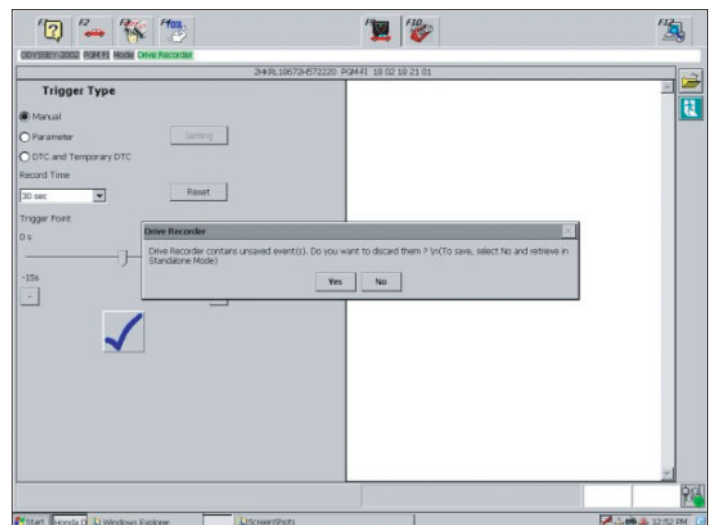 F1 F2 F3 F4 F9 F10 F12
ODYSSEY-2002 PGM FI Mode Drive Recorder
2HKRL18672H572220 PGM-FI 18 02 18 21 01
Trigger Type
Manual
Parameter
Setting
DTC and Temporary DTC
Record Time
30 sec
Reset
Trigger Point
0 s
Drive Recorder
Drive Recorder contains unsaved event(s). Do you want to discard them ? \n(To save, select No and retrieve in
Standalone Mode)
-15s
Yes No
-
Start Honda D Windows Explorer ScreenShots 12:52 PM